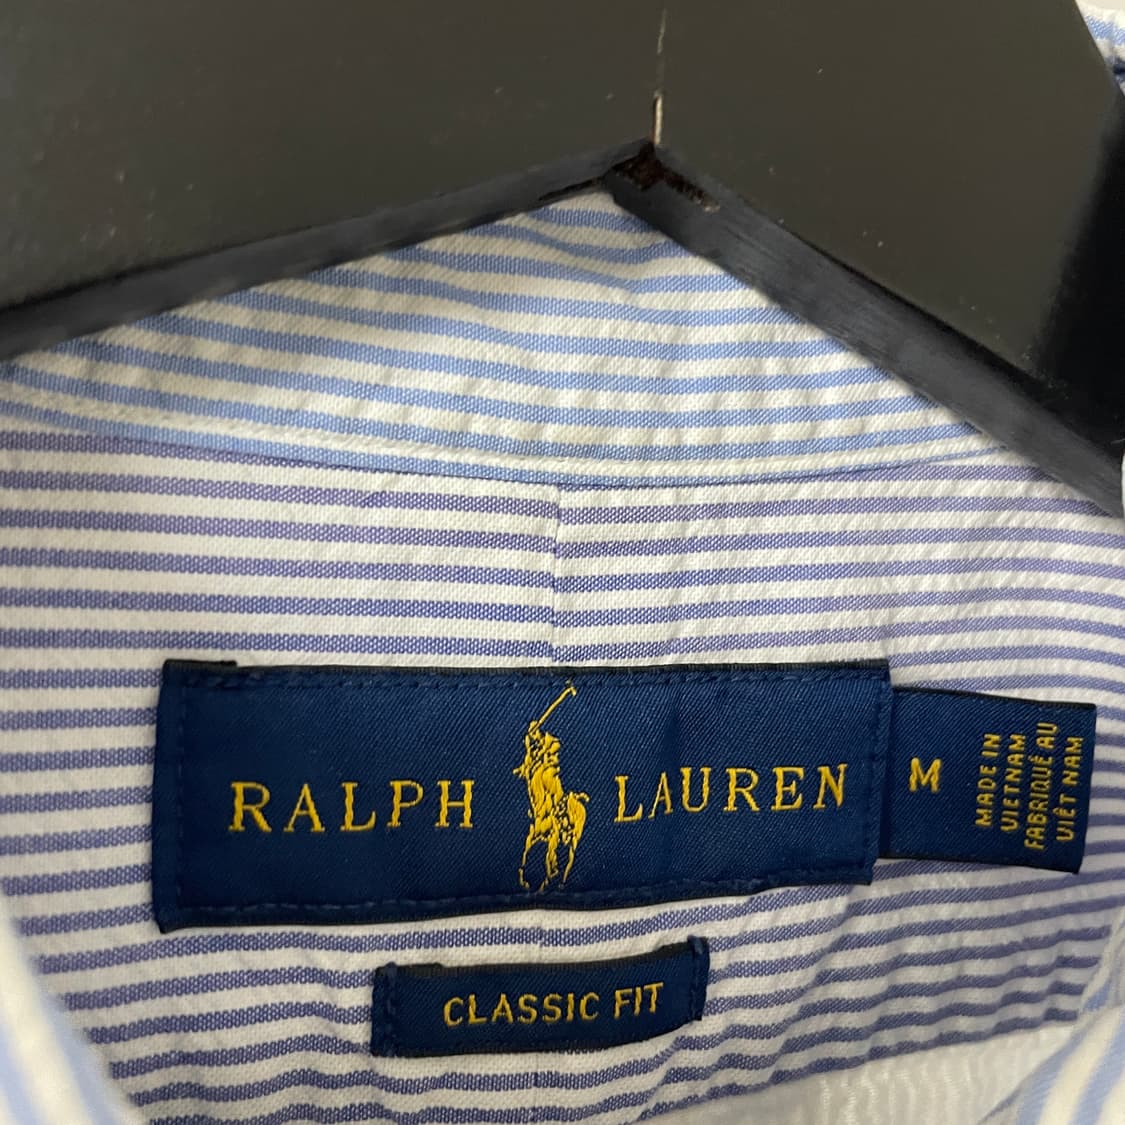 RALPH LAUREN
M
MADE IN
VIETNAM
FABRIQUÉ AU
VIÊT NAM
CLASSIC FIT